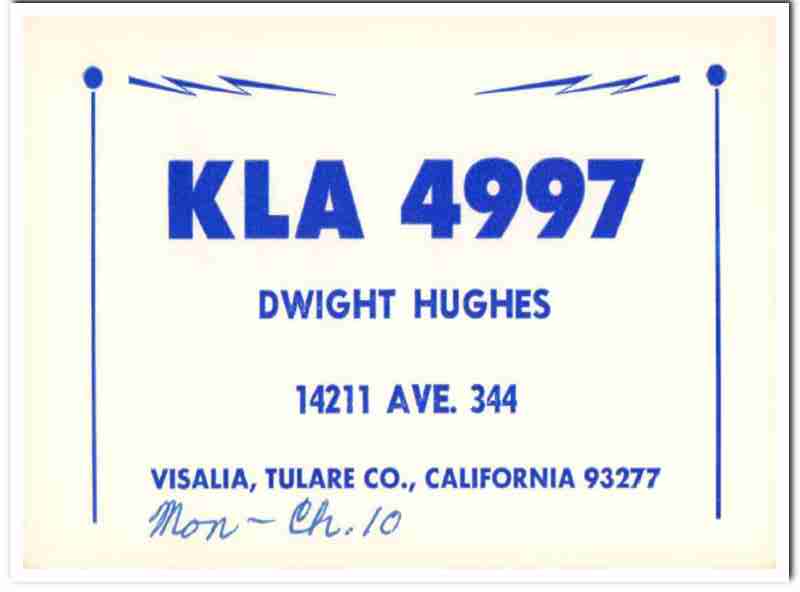 KLA 4997
DWIGHT HUGHES
14211 AVE. 344
VISALIA, TULARE CO., CALIFORNIA 93277
Mon - Ch. 10